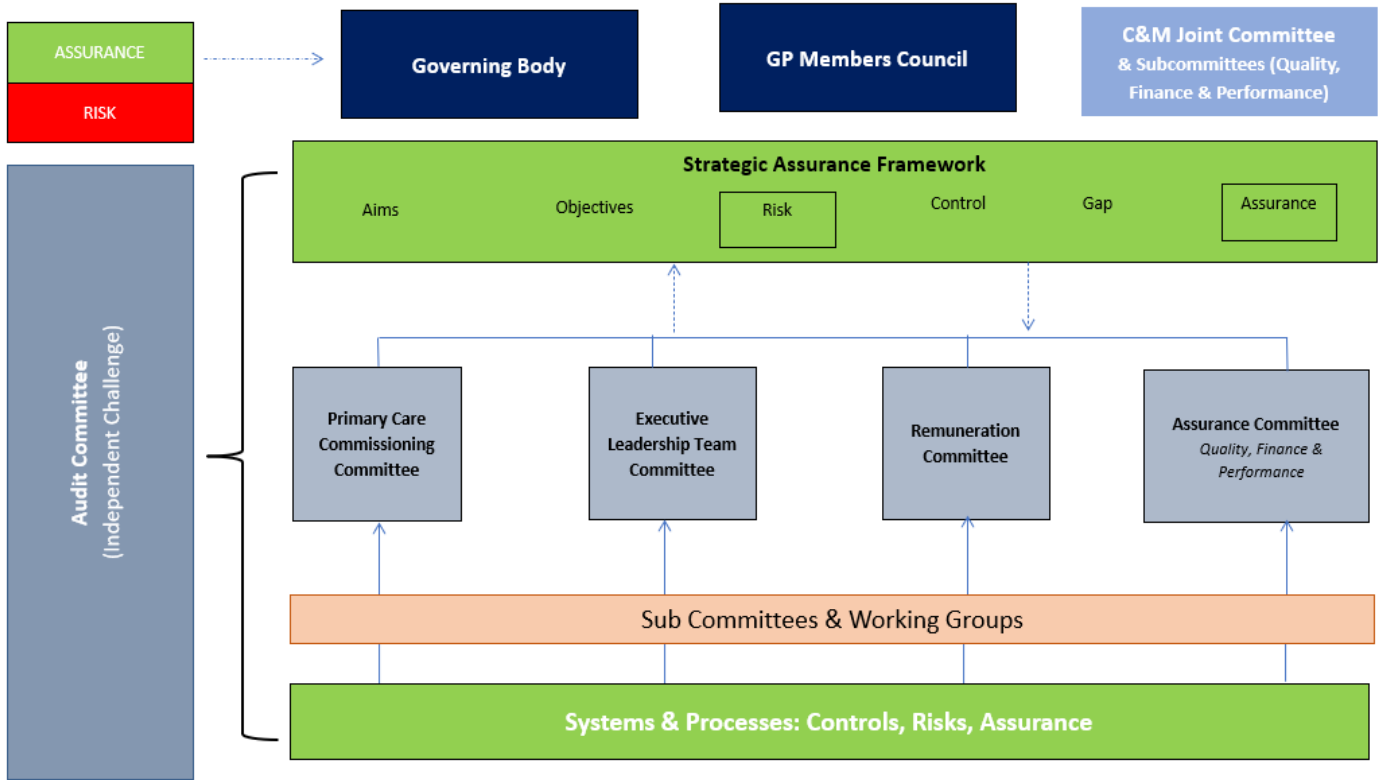 ASSURANCE
RISK
Governing Body
GP Members Council
C&M Joint Committee
& Subcommittees (Quality,
Finance & Performance)
Strategic Assurance Framework
Aims
Objectives
Risk
Control
Gap
Assurance
Audit Committee
(Independent Challenge)
Primary Care
Commissioning
Committee
Executive
Leadership Team
Committee
Remuneration
Committee
Assurance Committee
Quality, Finance &
Performance
Sub Committees & Working Groups
Systems & Processes: Controls, Risks, Assurance